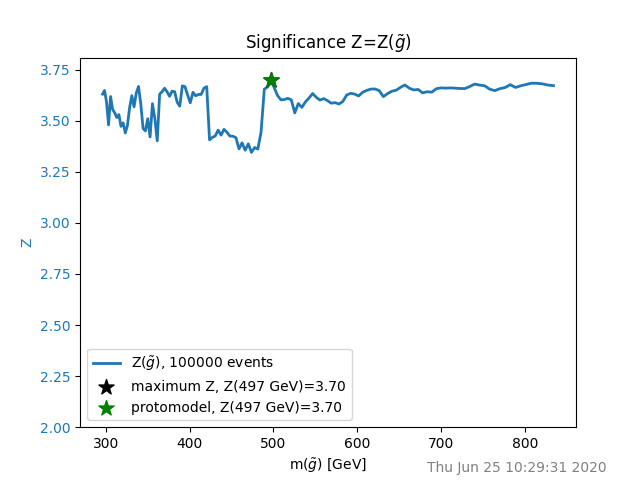 Significance Z=Z(g̃)
3.75
3.50
3.25
3.00
2.75
2.50
2.25
2.00
Z
Z(g̃), 100000 events
maximum Z, Z(497 GeV)=3.70
protomodel, Z(497 GeV)=3.70
300 400 500 600 700 800
m(g̃) [GeV]
Thu Jun 25 10:29:31 2020